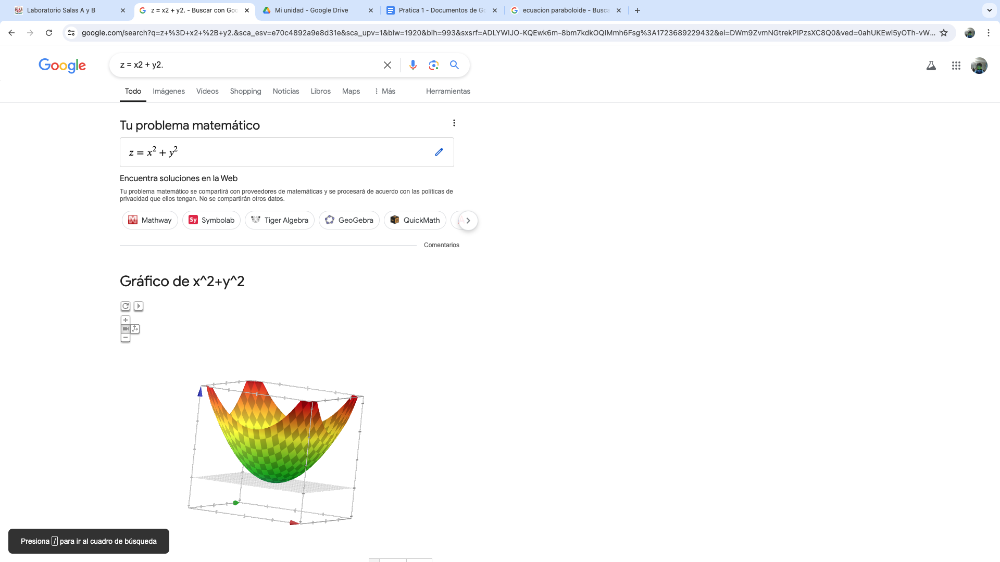 Laboratorio Salas A y B
z = x2 + y2. - Buscar con Goo
Mi unidad - Google Drive
Pratica 1 - Documentos de Go
ecuacion paraboloide - Busca
google.com/search?q=z+%3D+x2+%2B+y2.&sca_esv=e70c4892a9e8d31e&sca_upv=1&biw=1920&bih=993&sxsrf=ADLYWIJO-KQEwk6m-8bm7kdkOQIMmh6Fsg%3A1723689229432&ei=DWm9ZvmNGtrekPIPzsXC8Q0&ved=0ahUKEwi5yOTh-vW...
Google
z = x2 + y2.
Todo
Imágenes
Vídeos
Shopping
Noticias
Libros
Maps
Más
Herramientas
Tu problema matemático
z = x² + y²
Encuentra soluciones en la Web
Tu problema matemático se compartirá con proveedores de matemáticas y se procesará de acuerdo con las políticas de
privacidad que ellos tengan. No se compartirán otros datos.
Mathway
Sy Symbolab
Tiger Algebra
GeoGebra
QuickMath
Comentarios
Gráfico de x^2+y^2
Presiona / para ir al cuadro de búsqueda